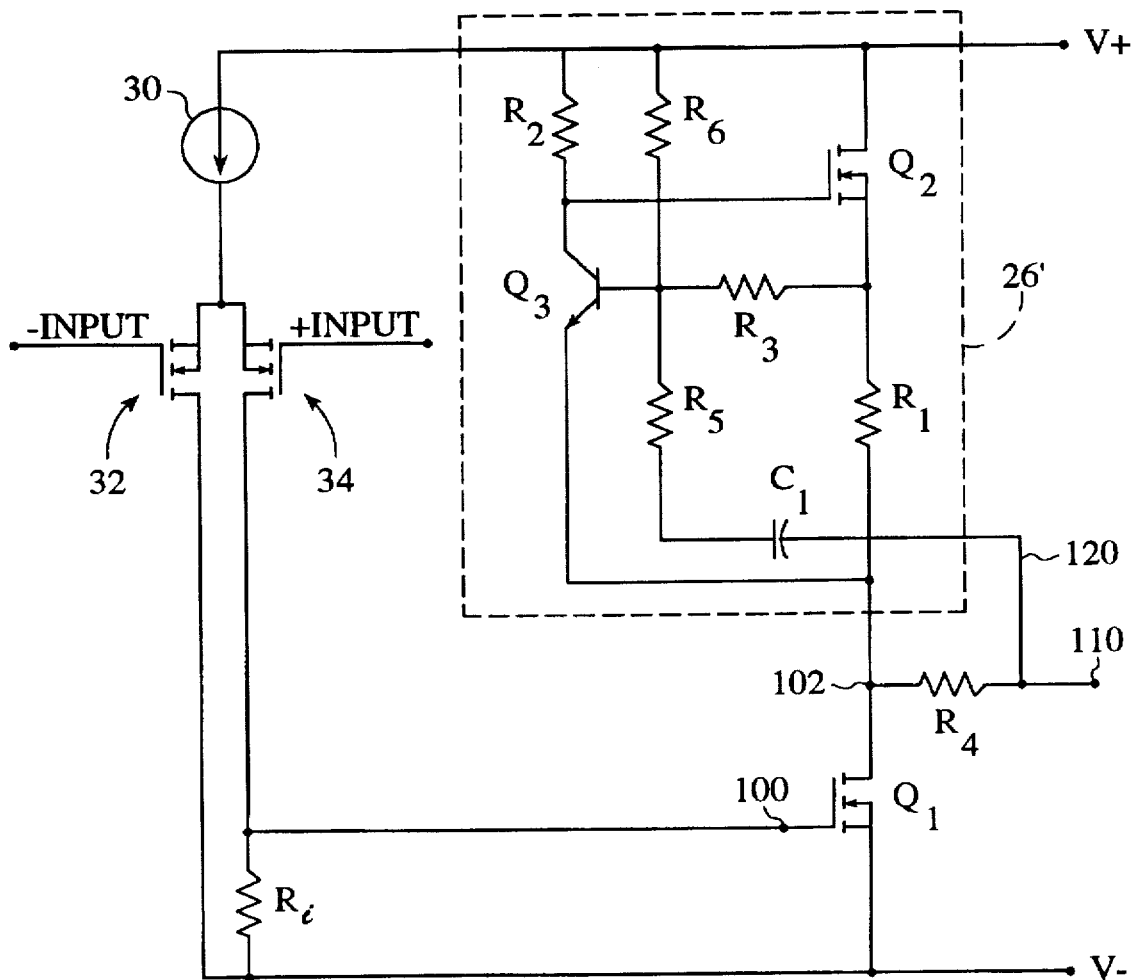 V+
30
R2
R6
Q2
Q3
R3
26'
-INPUT
+INPUT
R5
R1
32
34
C1
120
110
102
R4
100
Q1
Ri
V-